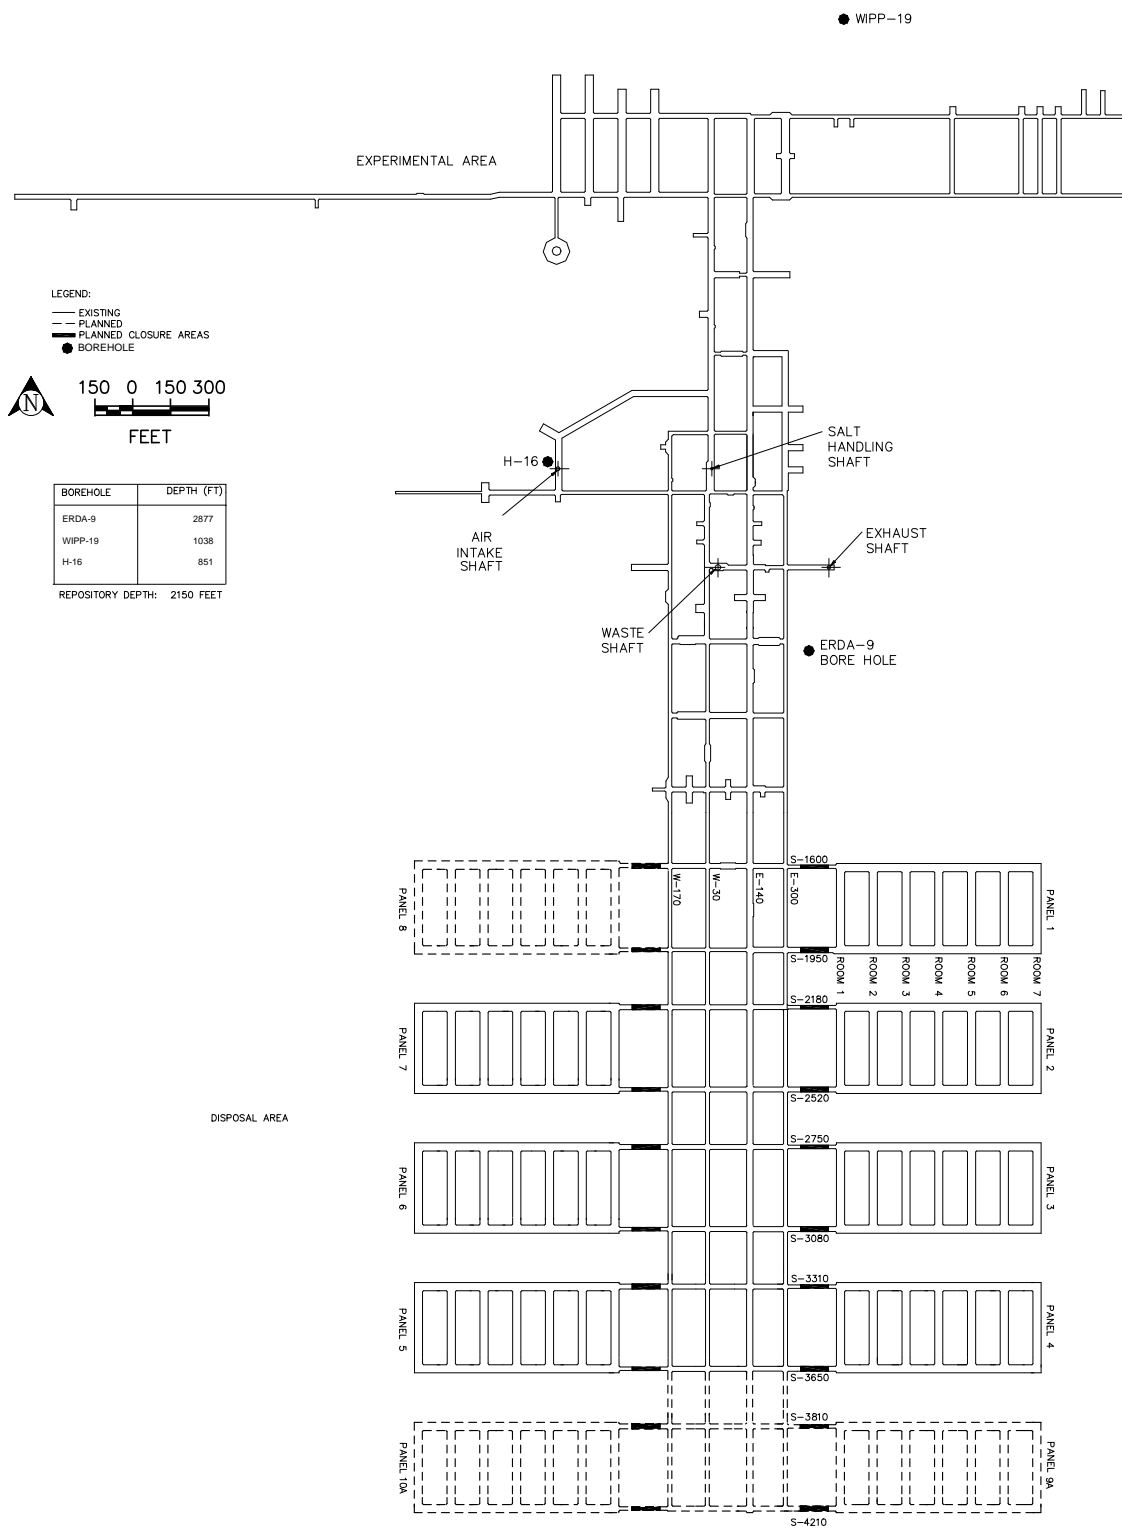 WIPP-19
EXPERIMENTAL AREA
LEGEND:
EXISTING
PLANNED
PLANNED CLOSURE AREAS
BOREHOLE
N
150 0 150 300
FEET
SALT
HANDLING
SHAFT
H-16
BOREHOLE DEPTH (FT)
ERDA-9 2877
WIPP-19 1038
H-16 851
REPOSITORY DEPTH: 2150 FEET
AIR
INTAKE
SHAFT
EXHAUST
SHAFT
WASTE
SHAFT
ERDA-9
BORE HOLE
S-1600
W-170
W-30
E-140
E-300
PANEL 8
PANEL 1
S-1950
ROOM 1
ROOM 2
ROOM 3
ROOM 4
ROOM 5
ROOM 6
ROOM 7
S-2180
PANEL 7
PANEL 2
S-2520
DISPOSAL AREA
S-2750
PANEL 6
PANEL 3
S-3080
S-3310
PANEL 5
PANEL 4
S-3650
S-3810
PANEL 10A
PANEL 9A
S-4210